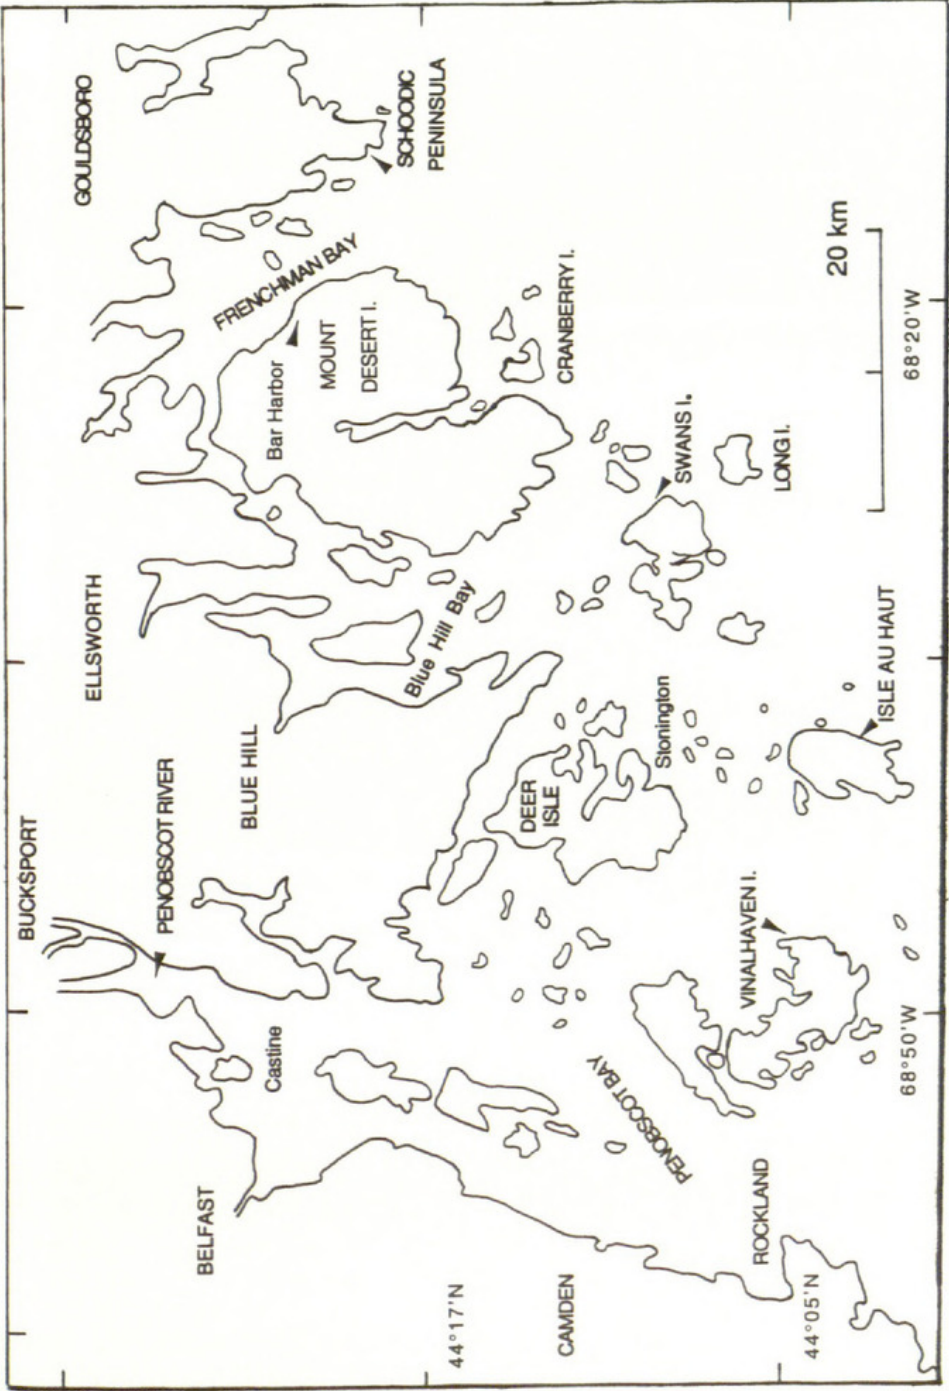 BUCKSPORT
PENOBSCOT RIVER
ELLSWORTH
GOULDSBORO
BELFAST
Castine
BLUE HILL
Bar Harbor
MOUNT
DESERT I.
FRENCHMAN BAY
SCHOODIC
PENINSULA
Blue Hill Bay
CRANBERRY I.
44°17'N
CAMDEN
PENOBSCOT BAY
DEER
ISLE
Stonington
SWANS I.
LONG I.
ROCKLAND
VINALHAVEN I.
44°05'N
ISLE AU HAUT
20 km
68°50'W
68°20'W